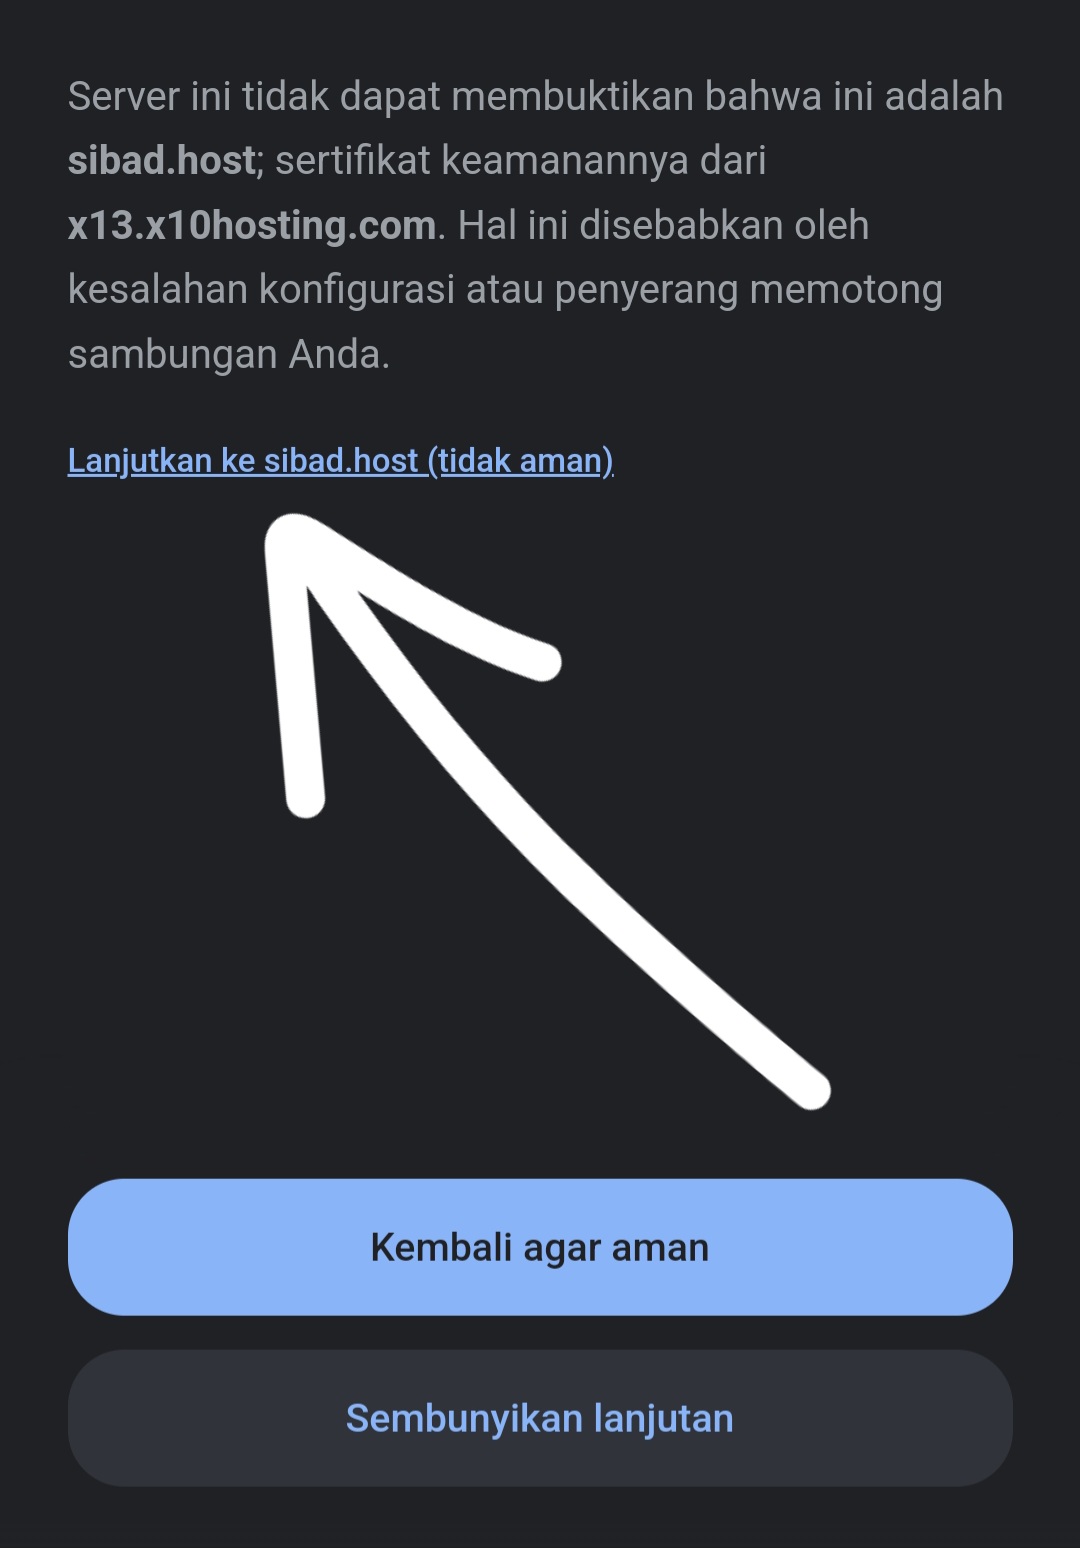 Server ini tidak dapat membuktikan bahwa ini adalah
sibad.host; sertifikat keamanannya dari
x13.x10hosting.com. Hal ini disebabkan oleh
kesalahan konfigurasi atau penyerang memotong
sambungan Anda.
Lanjutkan ke sibad.host (tidak aman)
Kembali agar aman
Sembunyikan lanjutan